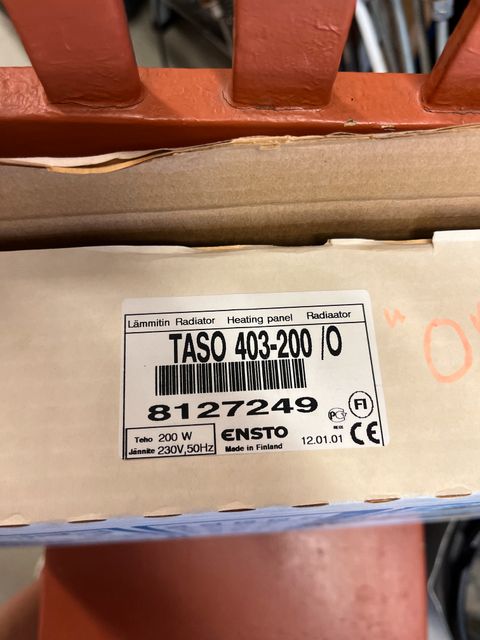 Lämmitin Radiator Heating panel Radiaator
TASO 403-200 /O
8127249
PC
FI
Teho 200 W
Jännite 230V,50Hz
ENSTO
Made in Finland
12.01.01
CE
"O"